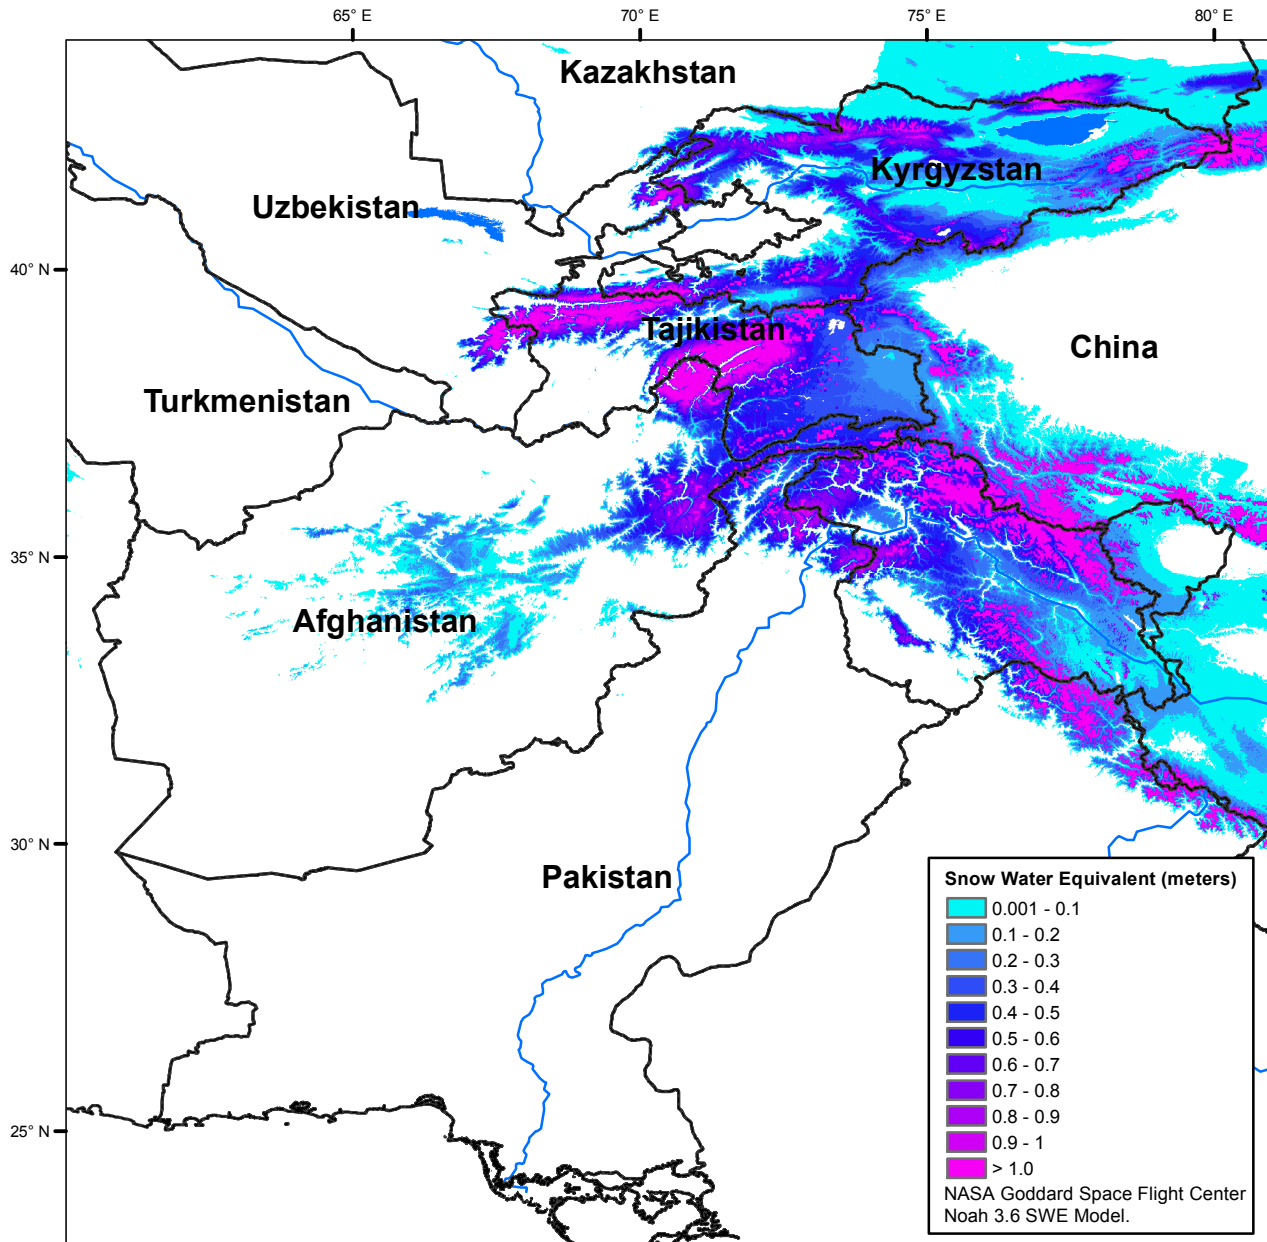 65° E
70° E
75° E
80° E
Kazakhstan
Kyrgyzstan
Uzbekistan
40° N
Tajikistan
China
Turkmenistan
35° N
Afghanistan
30° N
Pakistan
25° N
Snow Water Equivalent (meters)
0.001 - 0.1
0.1 - 0.2
0.2 - 0.3
0.3 - 0.4
0.4 - 0.5
0.5 - 0.6
0.6 - 0.7
0.7 - 0.8
0.8 - 0.9
0.9 - 1
> 1.0
NASA Goddard Space Flight Center
Noah 3.6 SWE Model.